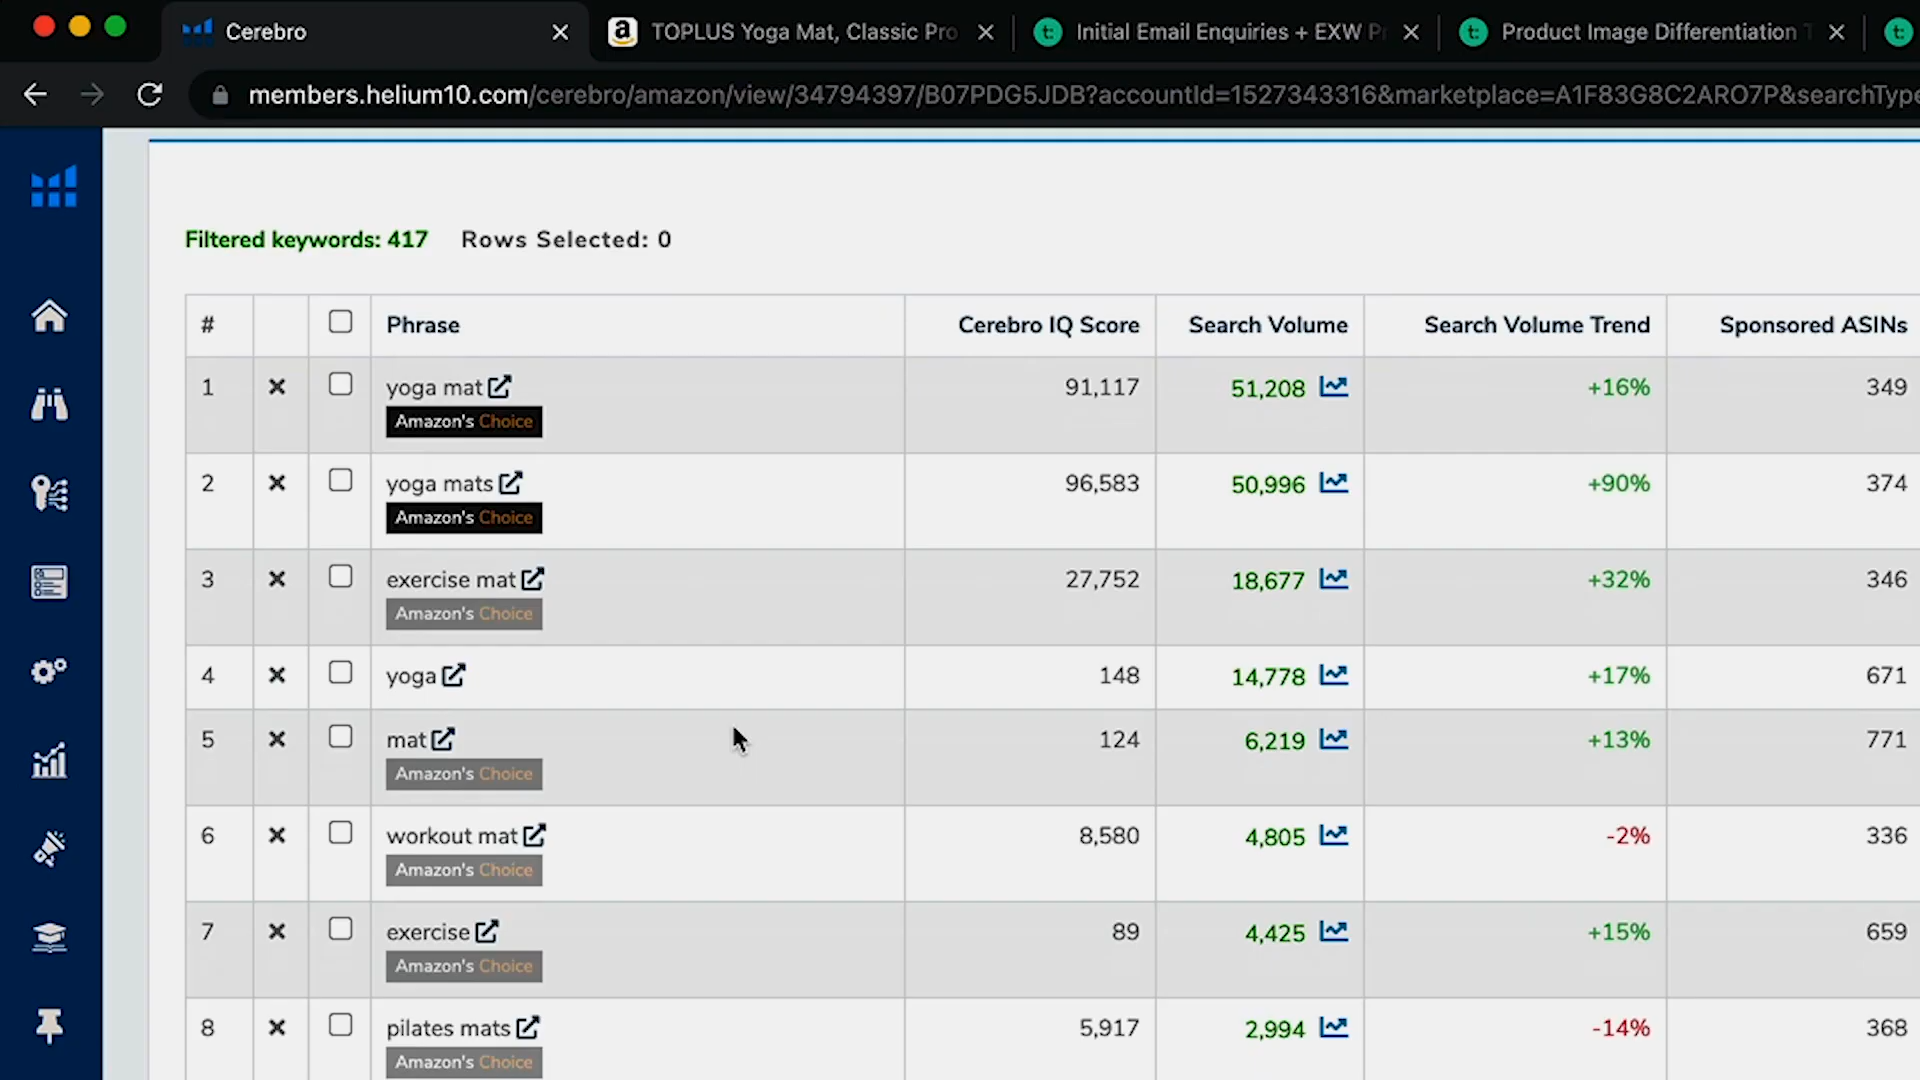 Cerebro
TOPLUS Yoga Mat, Classic Pro
Initial Email Enquiries + EXW Pr
Product Image Differentiation T
members.helium10.com/cerebro/amazon/view/34794397/B07PDG5JDB?accountId=1527343316&marketplace=A1F83G8C2ARO7P&searchType
Filtered keywords: 417 Rows Selected: 0
# Phrase Cerebro IQ Score Search Volume Search Volume Trend Sponsored ASINs
1 yoga mat 91,117 51,208 +16% 349
Amazon's Choice
2 yoga mats 96,583 50,996 +90% 374
Amazon's Choice
3 exercise mat 27,752 18,677 +32% 346
Amazon's Choice
4 yoga 148 14,778 +17% 671
5 mat 124 6,219 +13% 771
Amazon's Choice
6 workout mat 8,580 4,805 -2% 336
Amazon's Choice
7 exercise 89 4,425 +15% 659
Amazon's Choice
8 pilates mats 5,917 2,994 -14% 368
Amazon's Choice